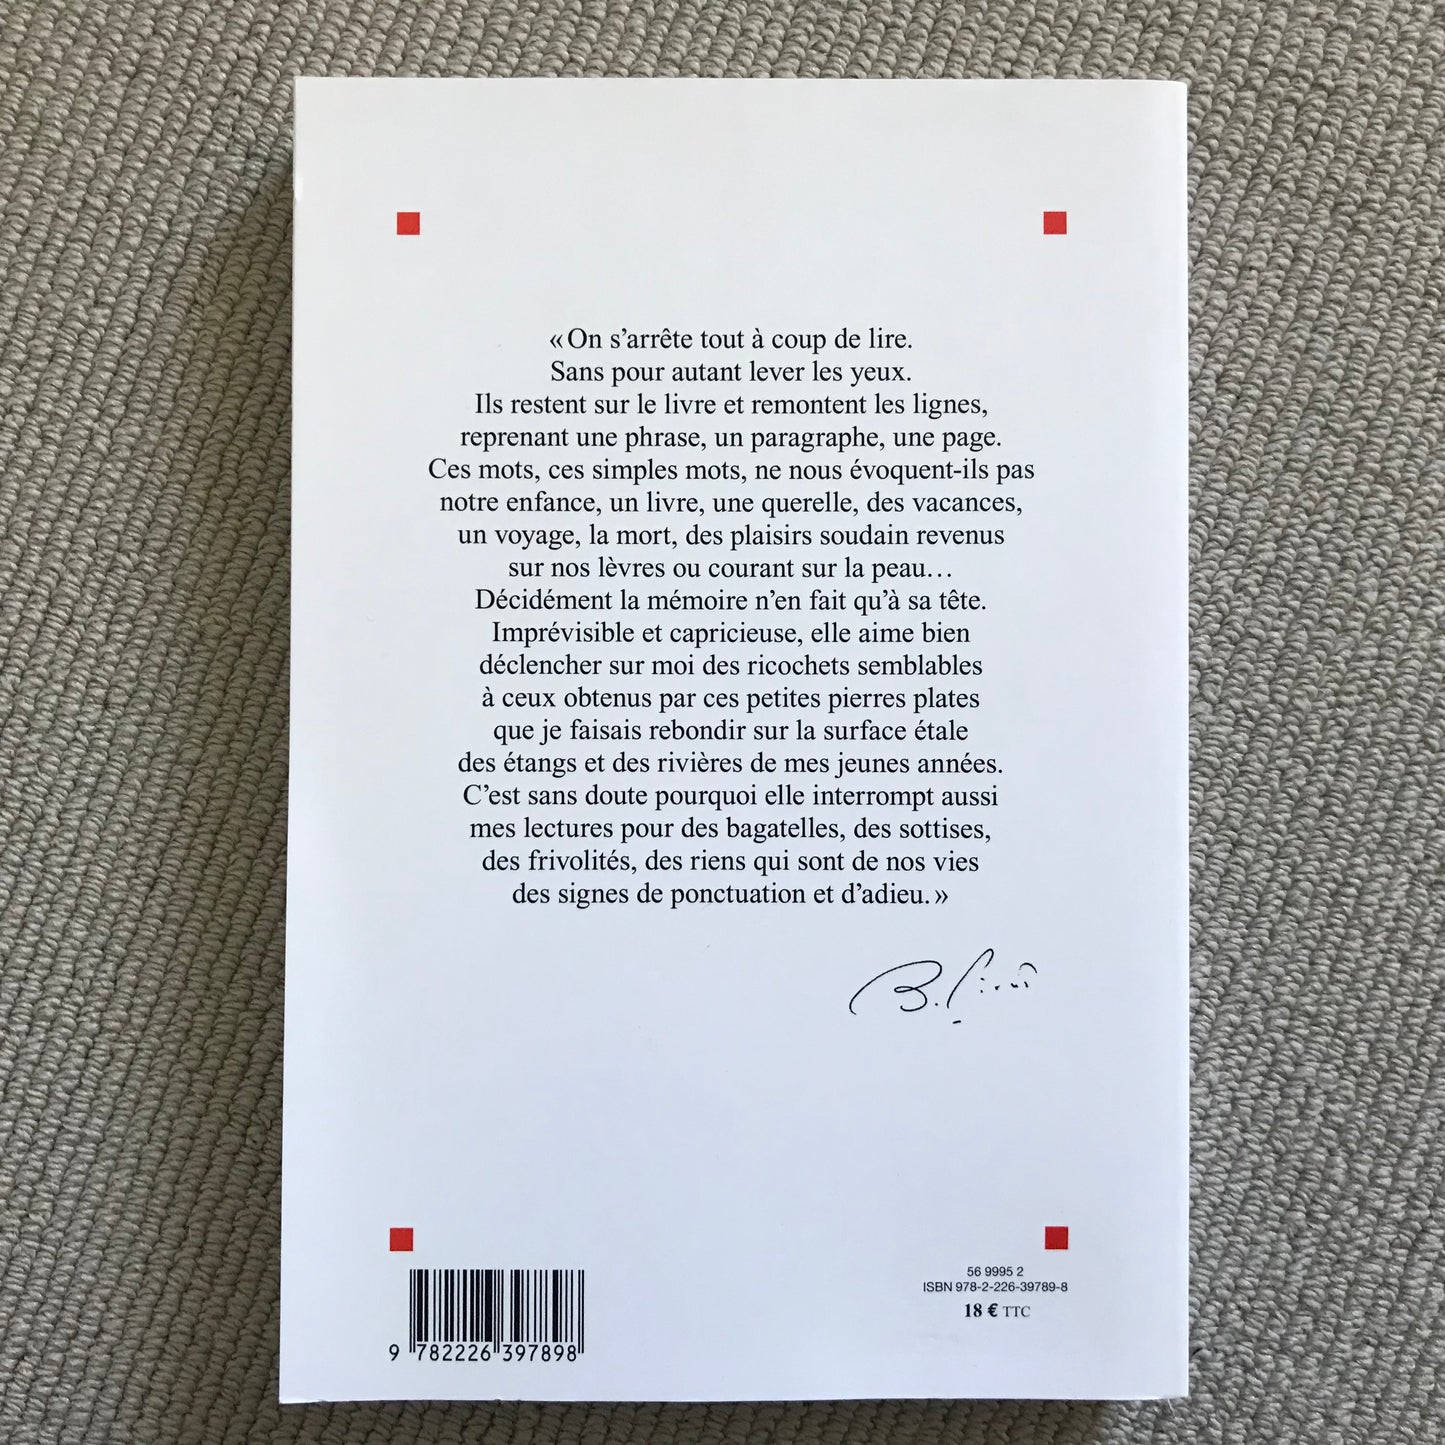 « On s’arrête tout à coup de lire.
Sans pour autant lever les yeux.
Ils restent sur le livre et remontent les lignes,
reprenant une phrase, un paragraphe, une page.
Ces mots, ces simples mots, ne nous évoquent-ils pas
notre enfance, un livre, une querelle, des vacances,
un voyage, la mort, des plaisirs soudain revenus
sur nos lèvres ou courant sur la peau…
Décidément la mémoire n’en fait qu’à sa tête.
Imprévisible et capricieuse, elle aime bien
déclencher sur moi des ricochets semblables
à ceux obtenus par ces petites pierres plates
que je faisais rebondir sur la surface étale
des étangs et des rivières de mes jeunes années.
C’est sans doute pourquoi elle interrompt aussi
mes lectures pour des bagatelles, des sottises,
des frivolités, des riens qui sont de nos vies
des signes de ponctuation et d’adieu. »
B.
56 9995 2
ISBN 978-2-226-39789-8
18 € TTC
9 782226 397898